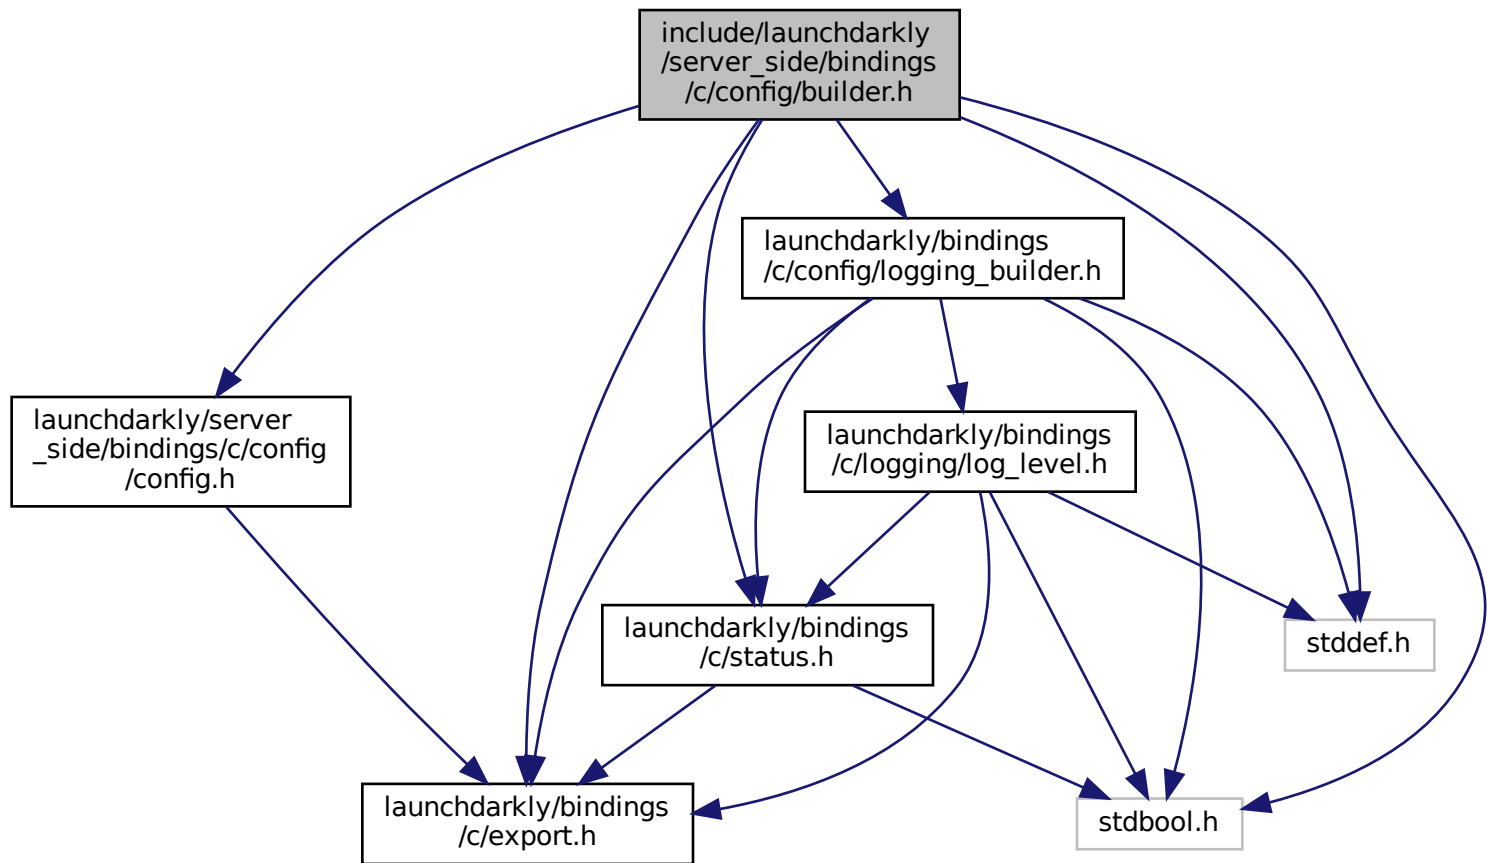 include/launchdarkly
/server_side/bindings
/c/config/builder.h
launchdarkly/bindings
/c/config/logging_builder.h
launchdarkly/server
_side/bindings/c/config
/config.h
launchdarkly/bindings
/c/logging/log_level.h
launchdarkly/bindings
/c/status.h
stddef.h
launchdarkly/bindings
/c/export.h
stdbool.h